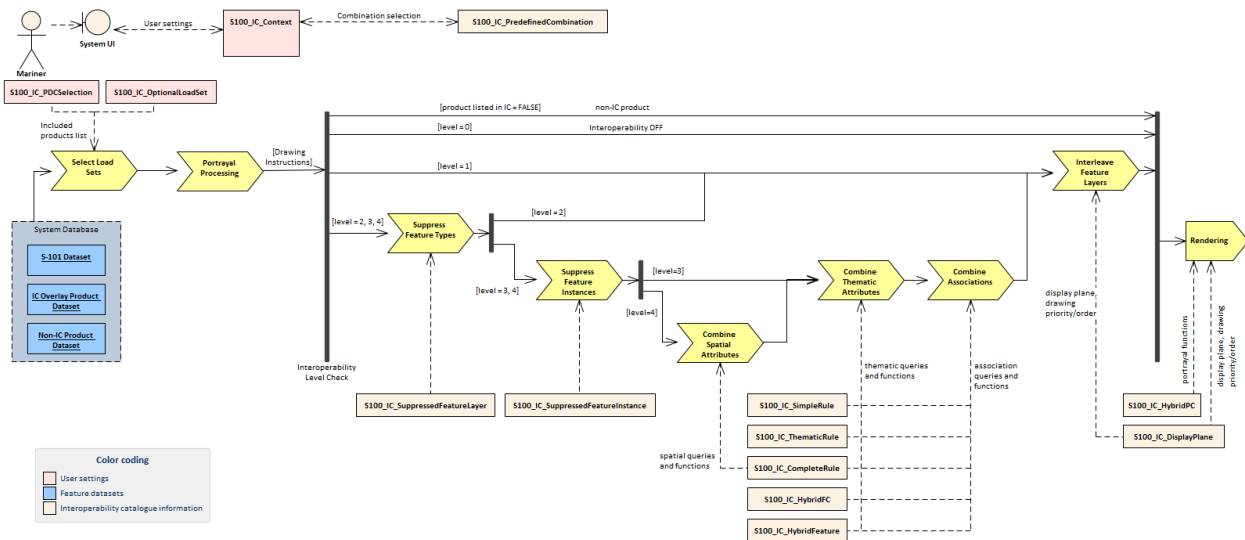 S100_IC_Context
User settings
Combination selection
S100_IC_PredefinedCombination
System UI
Mariner
S100_IC_PDCSelection
S100_IC_OptionalLoadSet
Included
products list
[product listed in IC = FALSE]
non-IC product
[level = 0]
Interoperability OFF
[Drawing
Instructions]
Select Load
Sets
Portrayal
Processing
[level = 1]
Interleave
Feature
Layers
[level = 2, 3, 4]
Suppress
Feature Types
[level = 2]
System Database
S-101 Dataset
IC Overlay Product
Dataset
Non-IC Product
Dataset
[level = 3, 4]
Suppress
Feature
Instances
[level=3]
[level=4]
Combine
Thematic
Attributes
Combine
Associations
Rendering
Combine
Spatial
Attributes
display plane,
drawing
priority/order
portrayal functions
display plane, drawing
priority/order
Interoperability
Level Check
thematic queries
and functions
association
queries and
functions
S100_IC_SuppressedFeatureLayer
S100_IC_SuppressedFeatureInstance
S100_IC_SimpleRule
S100_IC_HybridPC
S100_IC_ThematicRule
S100_IC_DisplayPlane
spatial queries
and functions
S100_IC_CompleteRule
S100_IC_HybridFC
S100_IC_HybridFeature
Color coding
User settings
Feature datasets
Interoperability catalogue information